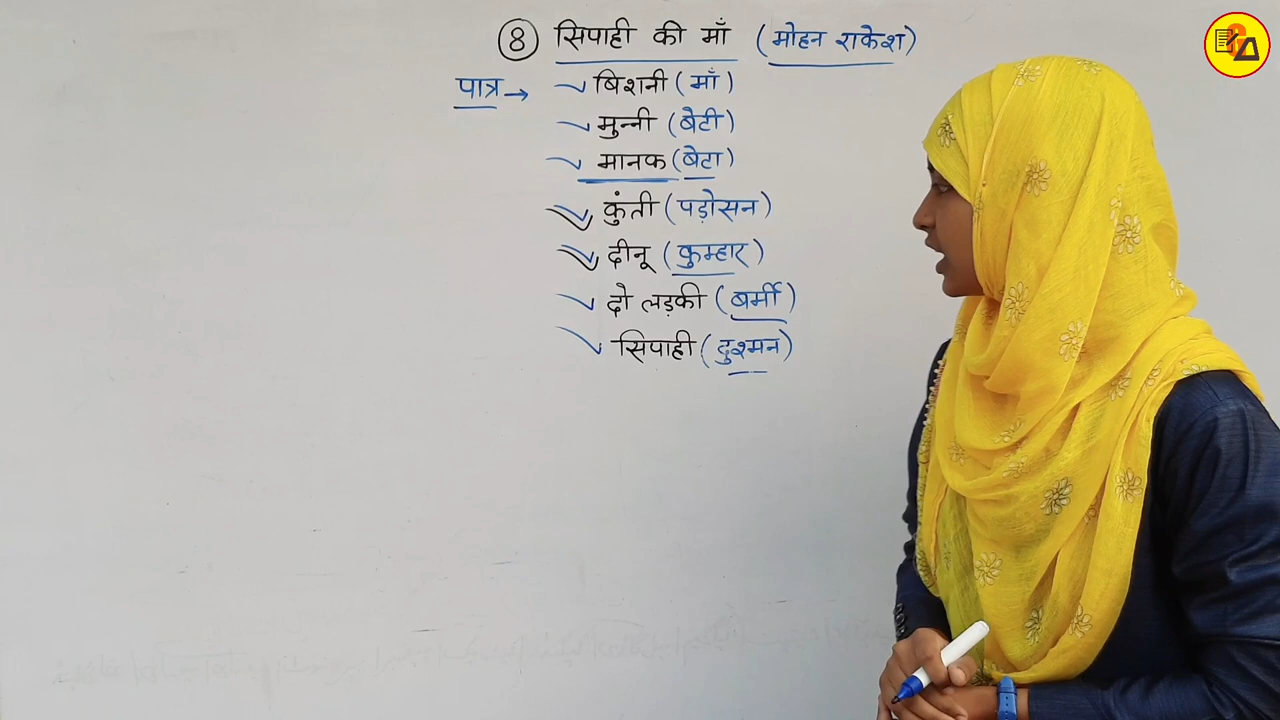 ⑧ सिपाही की माँ (मोहन राकेश)
पात्र → बिशनी (माँ)
मुन्नी (बेटी)
मानक (बेटा)
कुंती (पड़ोसन)
दीनू (कुम्हार)
दो लड़की (बर्मी)
सिपाही (दुश्मन)